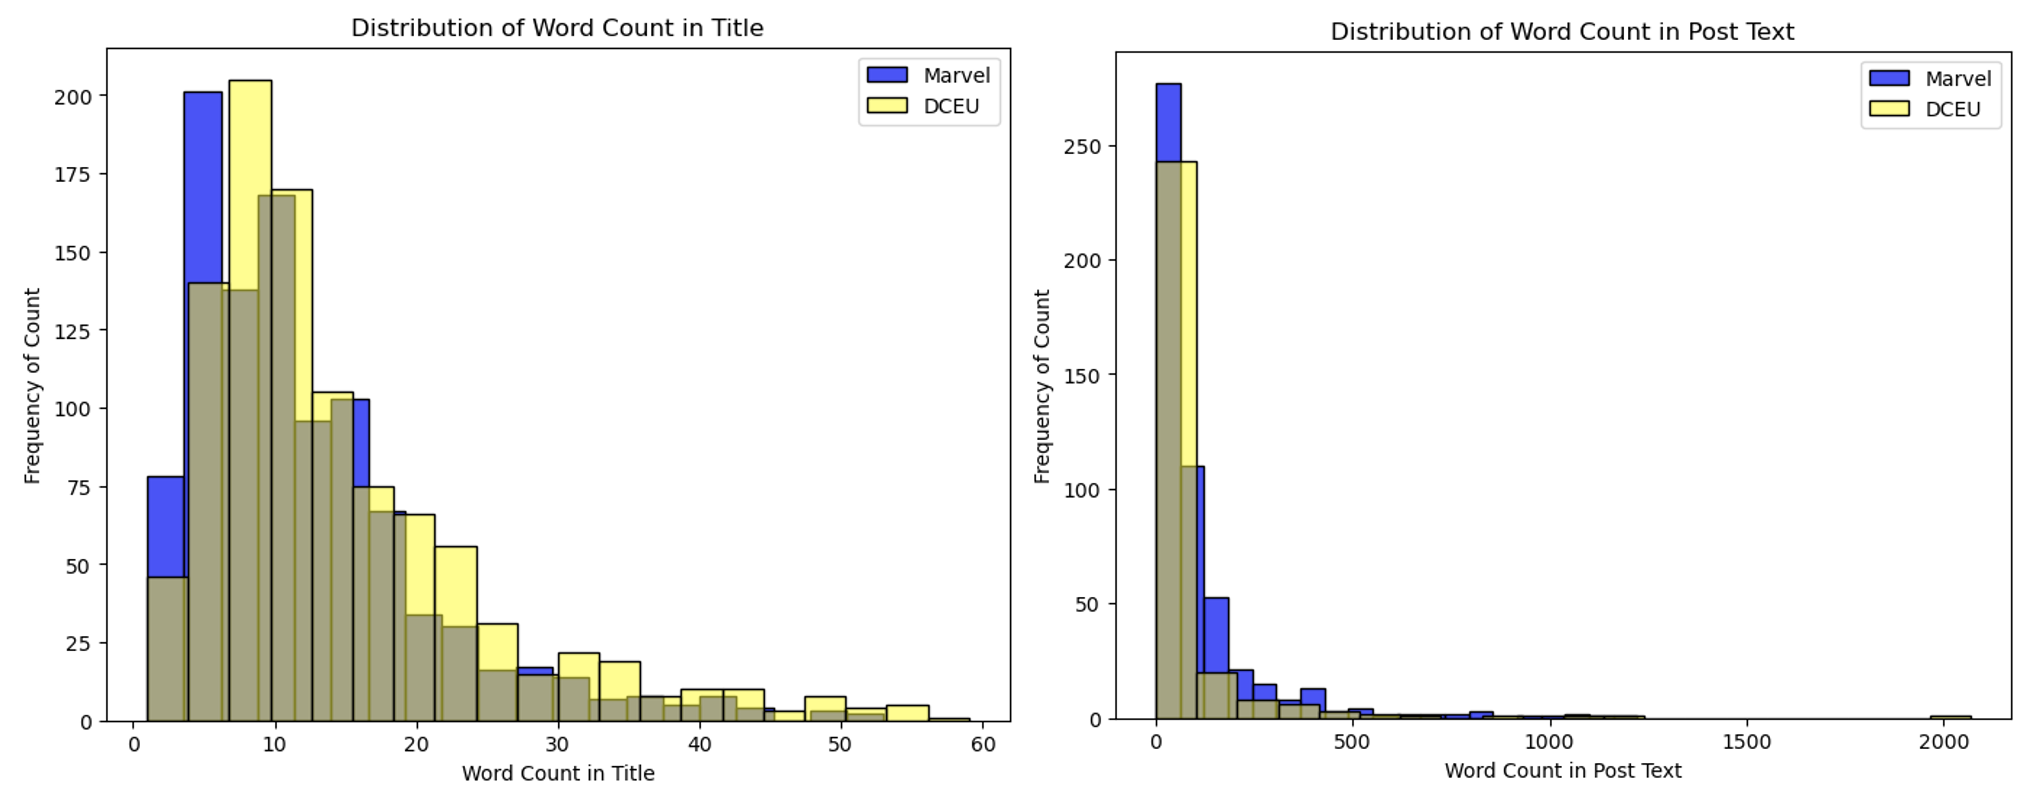 Distribution of Word Count in Title
Marvel
DCEU
Frequency of Count
200
175
150
125
100
75
50
25
0
0 10 20 30 40 50 60
Word Count in Title
Distribution of Word Count in Post Text
Marvel
DCEU
Frequency of Count
250
200
150
100
50
0
0 500 1000 1500 2000
Word Count in Post Text